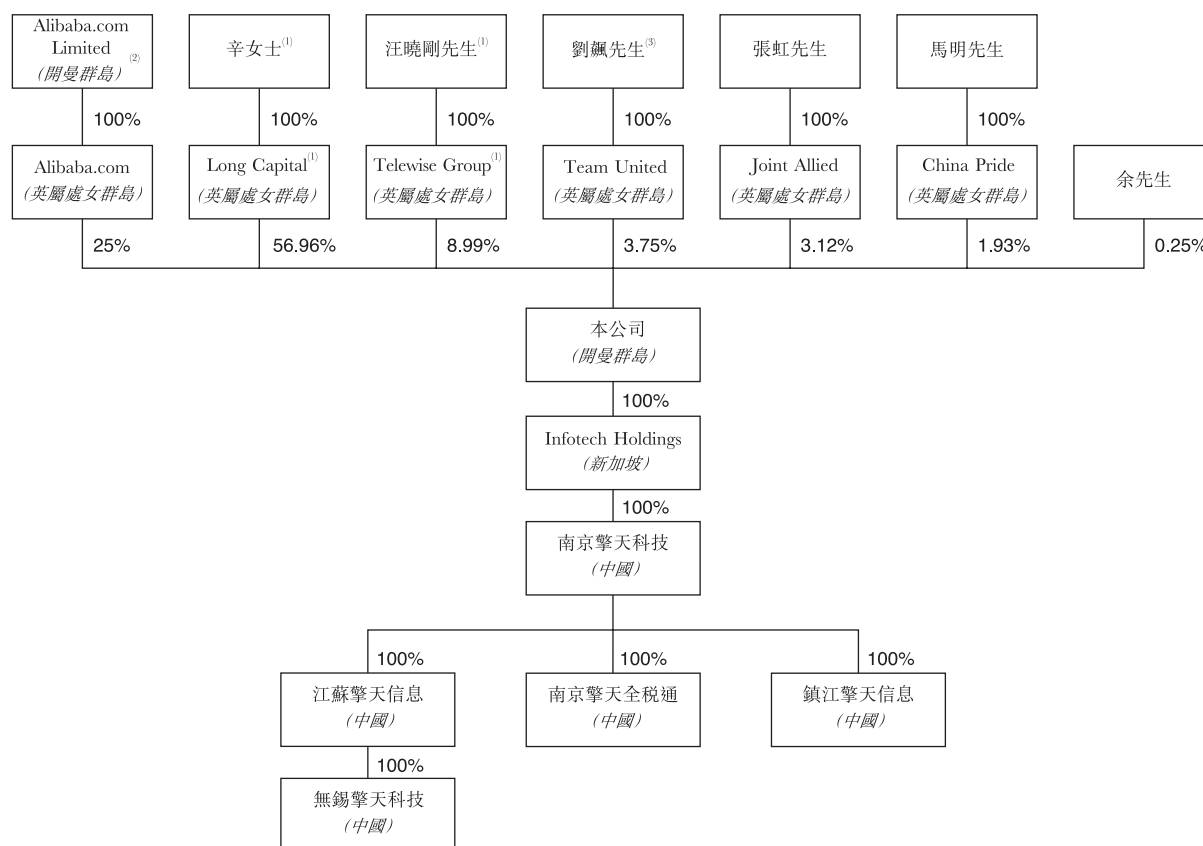 Alibaba.com
Limited (2)
(開曼群島)
辛女士(1)
汪曉剛先生(1)
劉飆先生(3)
張虹先生
馬明先生
100%
100%
100%
100%
100%
100%
Alibaba.com
(英屬處女群島)
Long Capital(1)
(英屬處女群島)
Telewise Group(1)
(英屬處女群島)
Team United
(英屬處女群島)
Joint Allied
(英屬處女群島)
China Pride
(英屬處女群島)
余先生
25%
56.96%
8.99%
3.75%
3.12%
1.93%
0.25%
本公司
(開曼群島)
100%
Infotech Holdings
(新加坡)
100%
南京擎天科技
(中國)
100%
100%
100%
江蘇擎天信息
(中國)
南京擎天全税通
(中國)
鎮江擎天信息
(中國)
100%
無錫擎天科技
(中國)